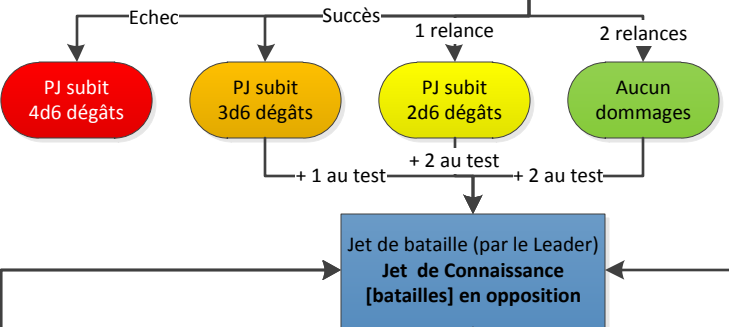 Echec
Succès
1 relance
2 relances
PJ subit
4d6 dégâts
PJ subit
3d6 dégâts
PJ subit
2d6 dégâts
Aucun
dommages
+ 1 au test
+ 2 au test
+ 2 au test
Jet de bataille (par le Leader)
Jet de Connaissance
[batailles] en opposition